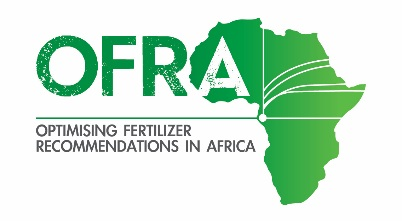 OFRA
OPTIMISING FERTILIZER
RECOMMENDATIONS IN AFRICA